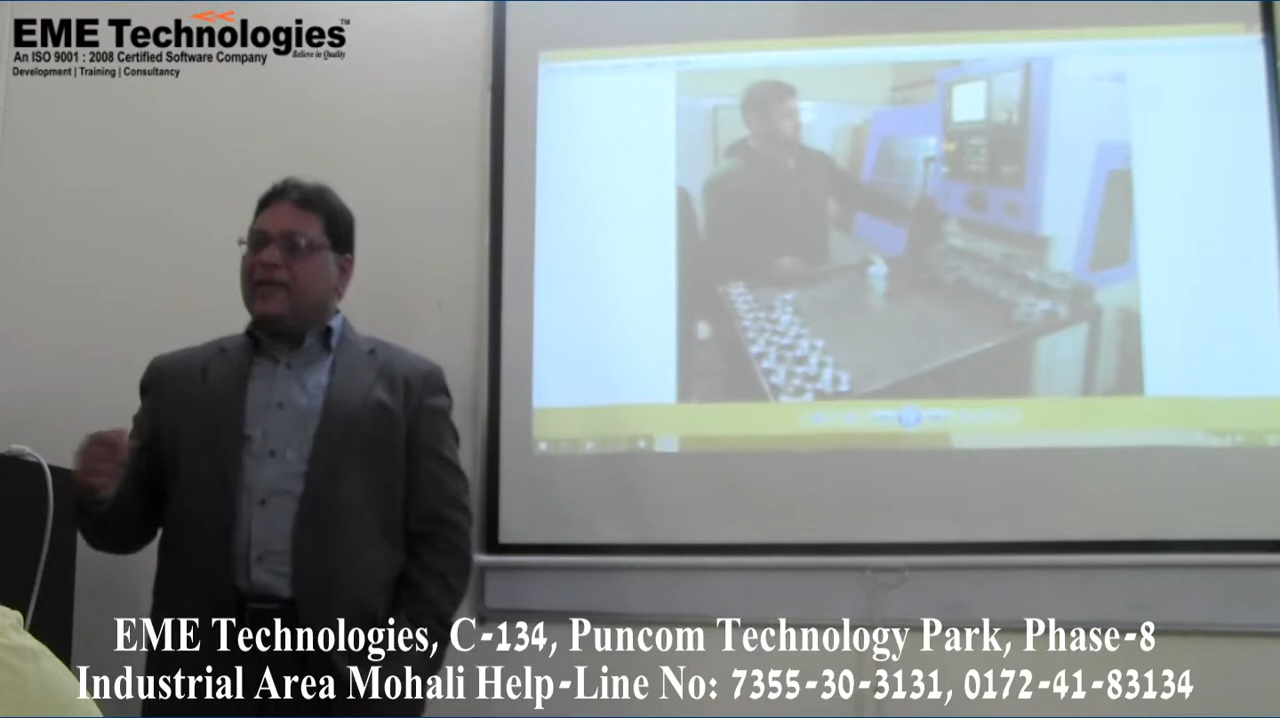 EME Technologies™
An ISO 9001 : 2008 Certified Software Company Believe in Quality
Development | Training | Consultancy
EME Technologies, C-134, Puncom Technology Park, Phase-8
Industrial Area Mohali Help-Line No: 7355-30-3131, 0172-41-83134